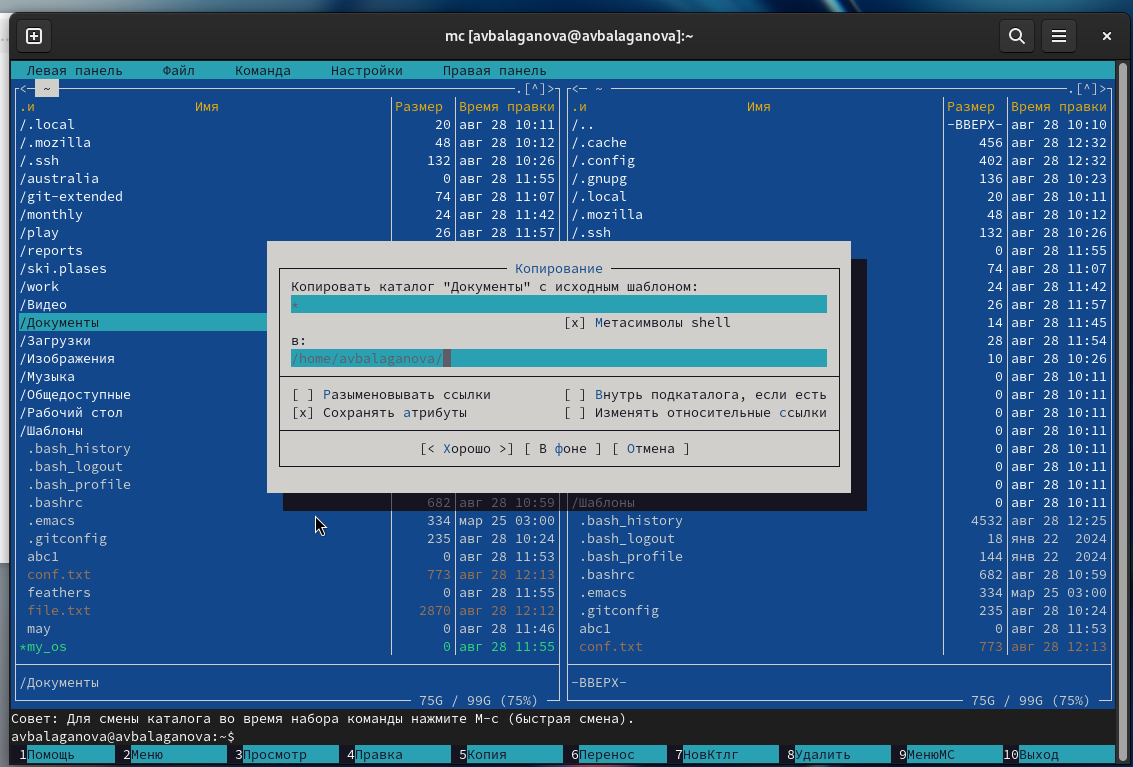 mc [avbalaganova@avbalaganova]:~
Левая панель Файл Команда Настройки Правая панель
<— ~ .[^]> <— ~ .[^]>
.и Имя Размер Время правки .и Имя Размер Время правки
/.local 20 авг 28 10:11 /.. -ВВЕРХ- авг 28 10:10
/.mozilla 48 авг 28 10:12 /.cache 456 авг 28 12:32
/.ssh 132 авг 28 10:26 /.config 402 авг 28 12:32
/australia 0 авг 28 11:55 /.gnupg 136 авг 28 10:23
/git-extended 74 авг 28 11:07 /.local 20 авг 28 10:11
/monthly 24 авг 28 11:42 /.mozilla 48 авг 28 10:12
/play 26 авг 28 11:57 /.ssh 132 авг 28 10:26
/reports 0 авг 28 11:55
/ski.plases Копирование 74 авг 28 11:07
/work Копировать каталог "Документы" с исходным шаблоном: 24 авг 28 11:42
/Видео * 26 авг 28 11:57
/Документы [x] Метасимволы shell 14 авг 28 11:45
/Загрузки в: 28 авг 28 11:54
/Изображения /home/avbalaganova/ 10 авг 28 10:26
/Музыка 0 авг 28 10:11
/Общедоступные [ ] Разыменовывать ссылки [ ] Внутрь подкаталога, если есть 0 авг 28 10:11
/Рабочий стол [x] Сохранять атрибуты [ ] Изменять относительные ссылки 0 авг 28 10:11
/Шаблоны 0 авг 28 10:11
.bash_history [< Хорошо >] [ В фоне ] [ Отмена ] 0 авг 28 10:11
.bash_logout 0 авг 28 10:11
.bash_profile 0 авг 28 10:11
.bashrc 682 авг 28 10:59 /Шаблоны 0 авг 28 10:11
.emacs 334 мар 25 03:00 .bash_history 4532 авг 28 12:25
.gitconfig 235 авг 28 10:24 .bash_logout 18 янв 22 2024
abc1 0 авг 28 11:53 .bash_profile 144 янв 22 2024
conf.txt 773 авг 28 12:13 .bashrc 682 авг 28 10:59
feathers 0 авг 28 11:55 .emacs 334 мар 25 03:00
file.txt 2870 авг 28 12:12 .gitconfig 235 авг 28 10:24
may 0 авг 28 11:46 abc1 0 авг 28 11:53
*my_os 0 авг 28 11:55 conf.txt 773 авг 28 12:13
/Документы -ВВЕРХ-
75G / 99G (75%) 75G / 99G (75%)
Совет: Для смены каталога во время набора команды нажмите M-c (быстрая смена).
avbalaganova@avbalaganova:~$
1Помощь 2Меню 3Просмотр 4Правка 5Копия 6Перенос 7НовКтлг 8Удалить 9МенюМС 10Выход